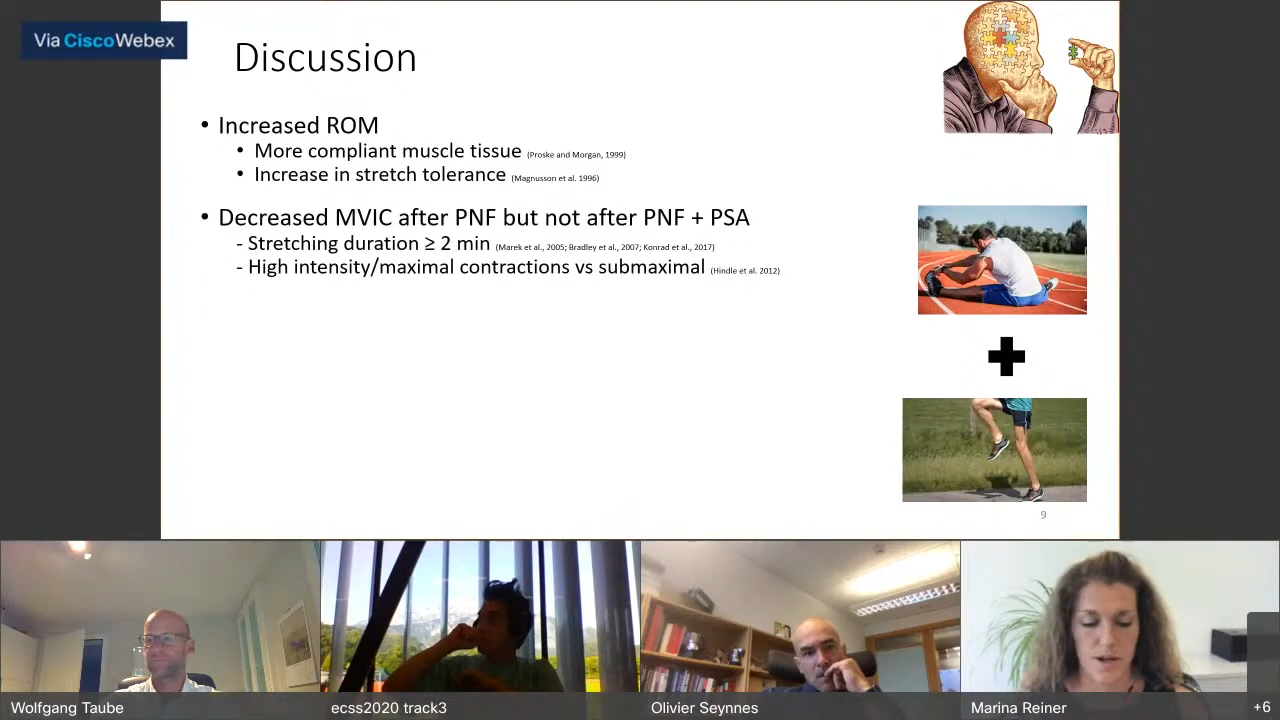 Via CiscoWebex
Discussion
• Increased ROM
• More compliant muscle tissue (Proske and Morgan, 1999)
• Increase in stretch tolerance (Magnusson et al. 1996)
• Decreased MVIC after PNF but not after PNF + PSA
- Stretching duration ≥ 2 min (Marek et al., 2005; Bradley et al., 2007; Konrad et al., 2017)
- High intensity/maximal contractions vs submaximal (Hindle et al. 2012)
9
Wolfgang Taube
ecss2020 track3
Olivier Seynnes
Marina Reiner
+6